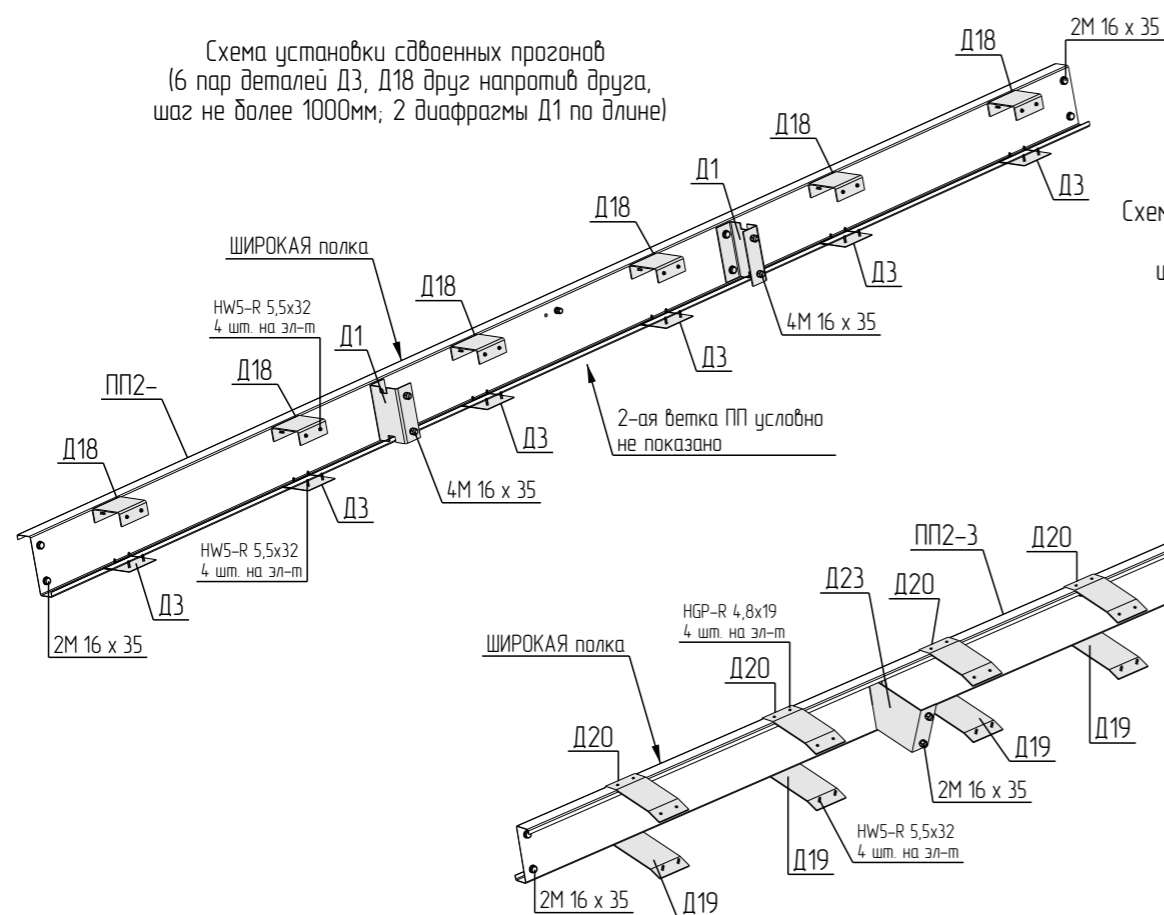 Схема установки сдвоенных прогонов
(6 пар деталей Д3, Д18 друг напротив друга,
шаг не более 1000мм; 2 диафрагмы Д1 по длине)
2М 16 х 35
Д18
Д18
Д1
Д3
Д18
Схем
ш
ШИРОКАЯ полка
Д18
Д3
HW5-R 5,5x32
4 шт. на эл-т
Д1
4М 16 х 35
Д3
ПП2-
Д18
2-ая ветка ПП условно
не показано
Д3
Д18
4М 16 х 35
Д3
HW5-R 5,5x32
4 шт. на эл-т
Д3
2М 16 х 35
ПП2-3
Д20
Д23
Д20
HGP-R 4,8x19
4 шт. на эл-т
ШИРОКАЯ полка
Д20
Д20
Д19
Д19
2М 16 х 35
HW5-R 5,5x32
4 шт. на эл-т
Д19
2М 16 х 35
Д19